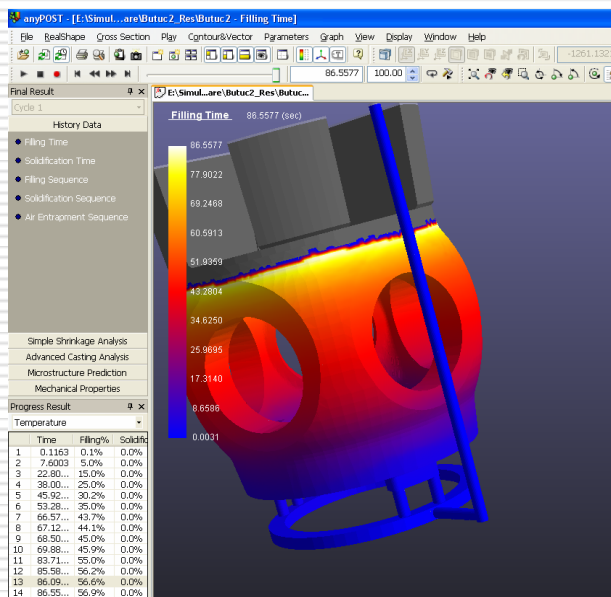 anyPOST - [E:\Simul...are\Butuc2_Res\Butuc2 - Filling Time]
File RealShape Cross Section Play Contour&Vector Parameters Graph View Display Window Help
-1261.132
86.5577 100.00
Final Result
E:\Simul...are\Butuc2_Res\Butuc...
Cycle 1
History Data
Filling Time
Solidification Time
Filling Sequence
Solidification Sequence
Air Entrapment Sequence
Simple Shrinkage Analysis
Advanced Casting Analysis
Microstructure Prediction
Mechanical Properties
Progress Result
Temperature
Time Filling% Solidific
1 0.1163 0.1% 0.0%
2 7.6003 5.0% 0.0%
3 22.80... 15.0% 0.0%
4 38.00... 25.0% 0.0%
5 45.92... 30.2% 0.0%
6 53.28... 35.0% 0.0%
7 66.57... 43.7% 0.0%
8 67.12... 44.1% 0.0%
9 68.50... 45.0% 0.0%
10 69.88... 45.9% 0.0%
11 83.71... 55.0% 0.0%
12 85.58... 56.2% 0.0%
13 86.09... 56.6% 0.0%
14 86.55... 56.9% 0.0%
Filling Time 86.5577 (sec)
86.5577
77.9022
69.2468
60.5913
51.9359
43.2804
34.6250
25.9695
17.3140
8.6586
0.0031